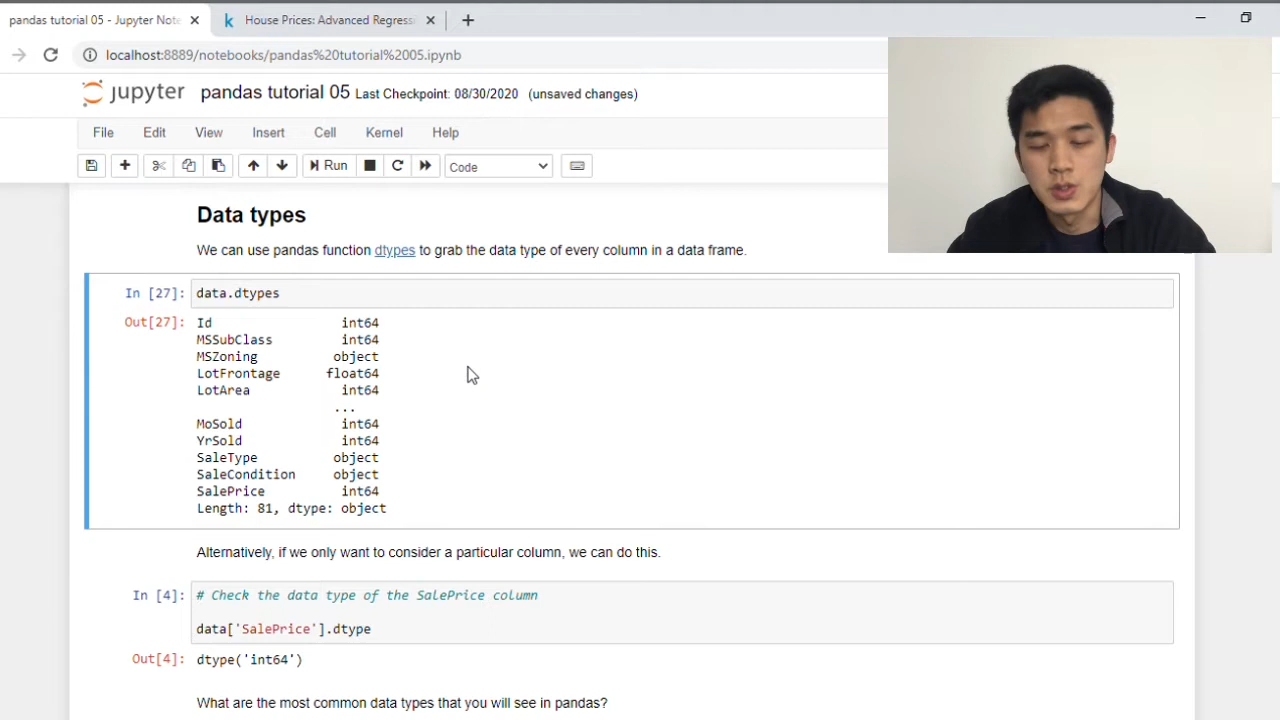 pandas tutorial 05 - Jupyter Note
House Prices: Advanced Regress
localhost:8889/notebooks/pandas%20tutorial%2005.ipynb
jupyter pandas tutorial 05 Last Checkpoint: 08/30/2020 (unsaved changes)
File Edit View Insert Cell Kernel Help
Run Code
Data types
We can use pandas function dtypes to grab the data type of every column in a data frame.
In [27]: data.dtypes
Out[27]: Id int64
MSSubClass int64
MSZoning object
LotFrontage float64
LotArea int64
...
MoSold int64
YrSold int64
SaleType object
SaleCondition object
SalePrice int64
Length: 81, dtype: object
Alternatively, if we only want to consider a particular column, we can do this.
In [4]: # Check the data type of the SalePrice column
data['SalePrice'].dtype
Out[4]: dtype('int64')
What are the most common data types that you will see in pandas?